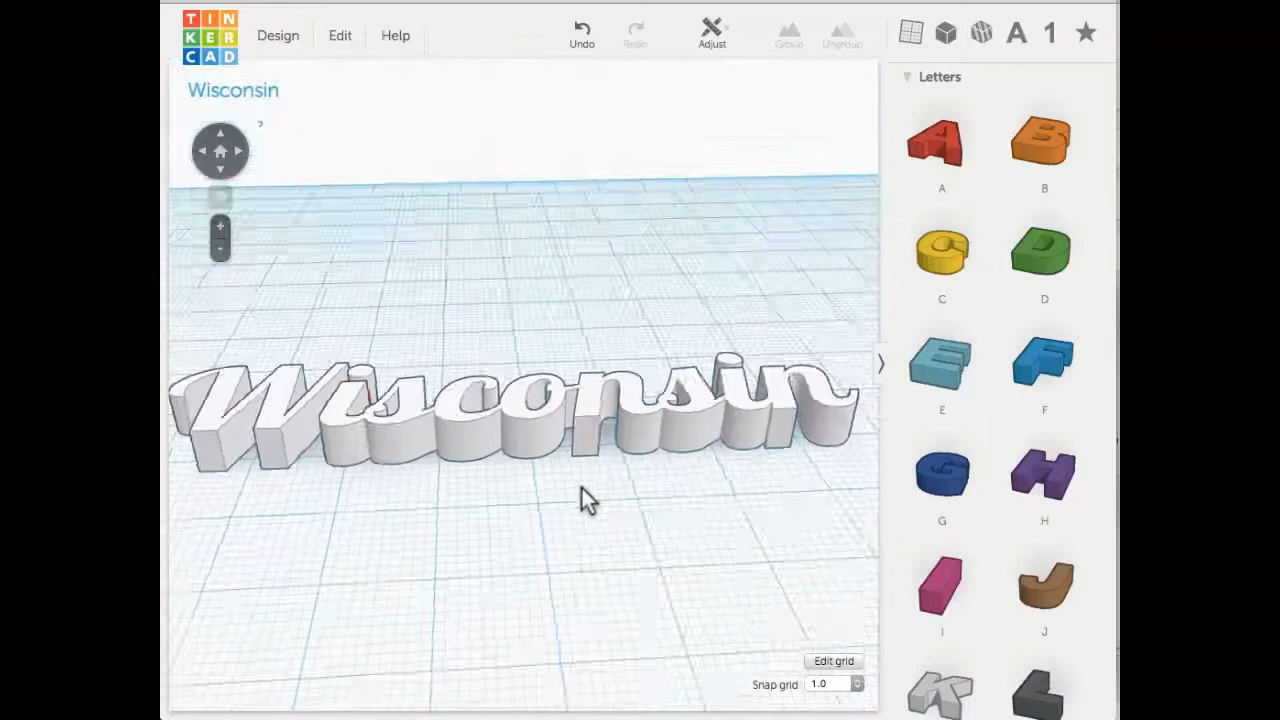 TIN
KER
CAD
Design
Edit
Help
Undo
Redo
Adjust
Group
Ungroup
A
1
Wisconsin
?
+
-
Wisconsin
Letters
A
B
A
B
C
D
C
D
E
F
E
F
G
H
G
H
I
J
I
J
K
L
Edit grid
Snap grid
1.0